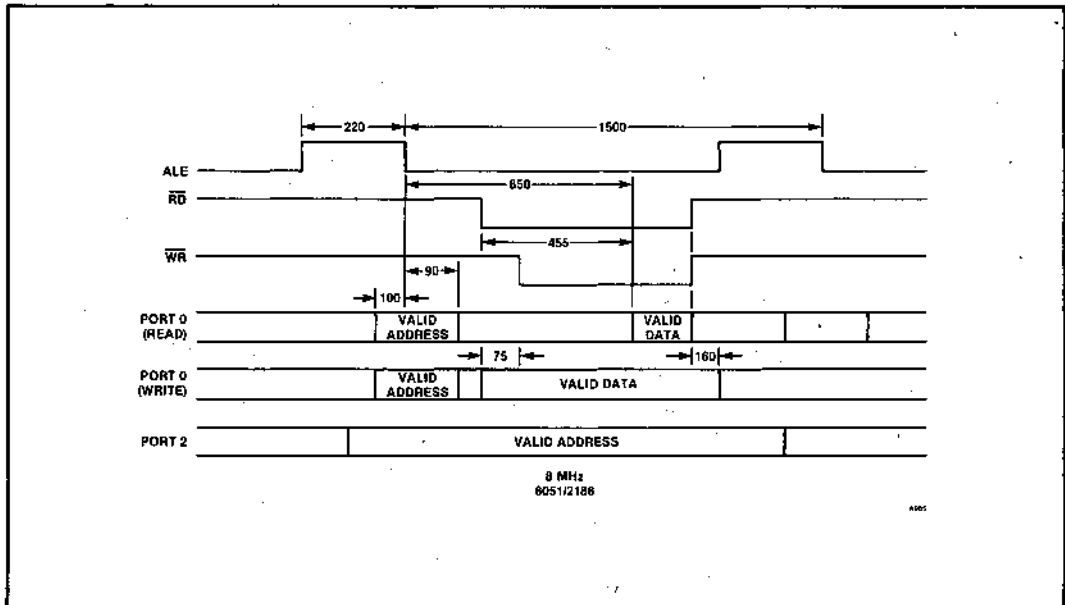 220
1500
ALE
650
RD
455
WR
90
100
PORT 0
(READ)
VALID
ADDRESS
VALID
DATA
75
160
PORT 0
(WRITE)
VALID
ADDRESS
VALID DATA
PORT 2
VALID ADDRESS
8 MHz
8051/2186